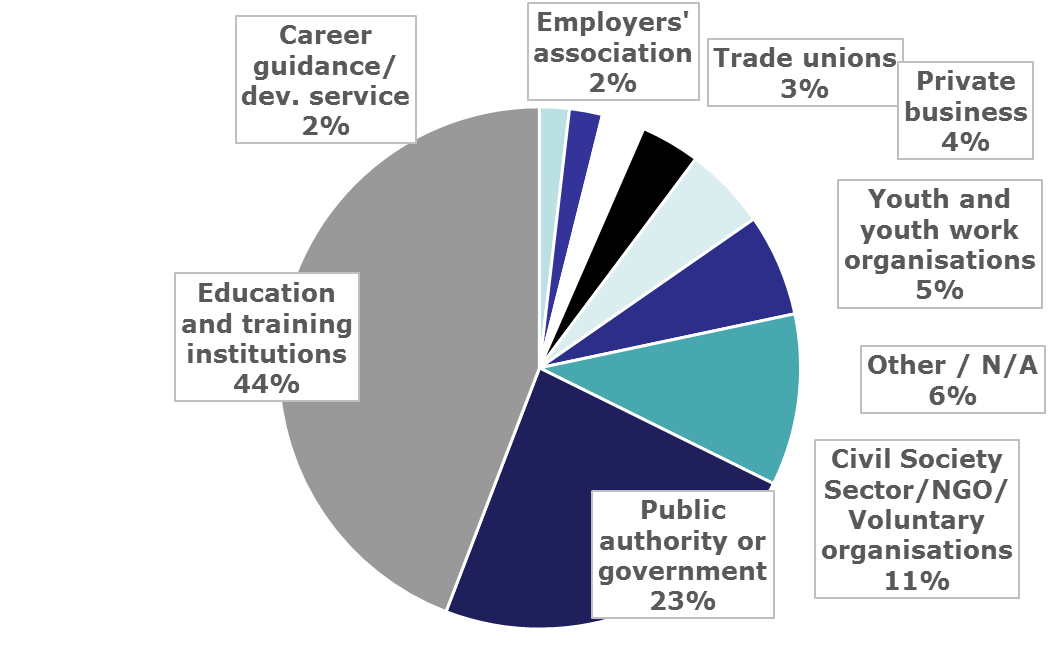 Career
guidance/
dev. service
2%
Employers'
association
2%
Trade unions
3%
Private
business
4%
Youth and
youth work
organisations
5%
Other / N/A
6%
Civil Society
Sector/NGO/
Voluntary
organisations
11%
Public
authority or
government
23%
Education
and training
institutions
44%